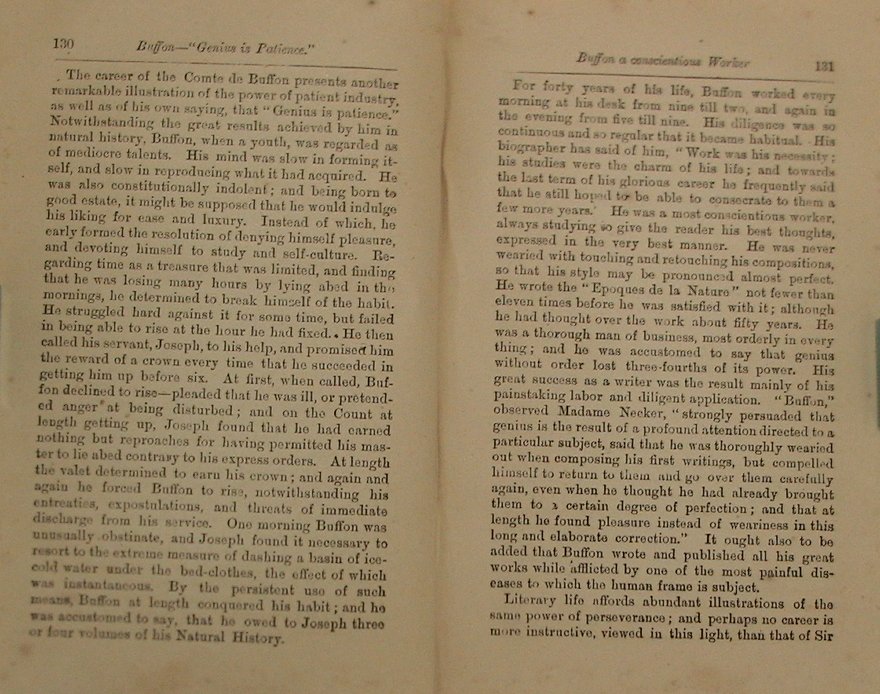 130 Buffon—"Genius is Patience."
The career of the Comte de Buffon presents another
remarkable illustration of the power of patient industry,
as well as of his own saying, that "Genius is patience."
Notwithstanding the great results achieved by him in
natural history, Buffon, when a youth, was regarded as
of mediocre talents. His mind was slow in forming it-
self, and slow in reproducing what it had acquired. He
was also constitutionally indolent; and being born to
good estate, it might be supposed that he would indulge
his liking for ease and luxury. Instead of which, he
early formed the resolution of denying himself pleasure,
and devoting himself to study and self-culture. Re-
garding time as a treasure that was limited, and finding
that he was losing many hours by lying abed in the
mornings, he determined to break himself of the habit.
He struggled hard against it for some time, but failed
in being able to rise at the hour he had fixed. He then
called his servant, Joseph, to his help, and promised him
the reward of a crown every time that he succeeded in
getting him up before six. At first, when called, Buf-
fon declined to rise—pleaded that he was ill, or pretend-
ed anger at being disturbed; and on the Count at
length getting up, Joseph found that he had earned
nothing but reproaches for having permitted his mas-
ter to lie abed contrary to his express orders. At length
the valet determined to earn his crown; and again and
again he forced Buffon to rise, notwithstanding his
entreaties, expostulations, and threats of immediate
discharge from his service. One morning Buffon was
unusually obstinate, and Joseph found it necessary to
resort to the extreme measure of dashing a basin of ice-
cold water under the bed-clothes, the effect of which
was instantaneous. By the persistent use of such
means, Buffon at length conquered his habit; and he
was accustomed to say, that he owed to Joseph three
or four volumes of his Natural History.
Buffon a conscientious Worker 131
For forty years of his life, Buffon worked every
morning at his desk from nine till two, and again in
the evening from five till nine. His diligence was so
continuous and so regular that it became habitual. His
biographer has said of him, "Work was his necessity;
his studies were the charm of his life; and towards
the last term of his glorious career he frequently said
that he still hoped to be able to consecrate to them a
few more years.' He was a most conscientious worker,
always studying so give the reader his best thoughts,
expressed in the very best manner. He was never
wearied with touching and retouching his compositions,
so that his style may be pronounced almost perfect.
He wrote the "Epoques de la Nature" not fewer than
eleven times before he was satisfied with it; although
he had thought over the work about fifty years. He
was a thorough man of business, most orderly in every
thing; and he was accustomed to say that genius
without order lost three-fourths of its power. His
great success as a writer was the result mainly of his
painstaking labor and diligent application. "Buffon,"
observed Madame Necker, "strongly persuaded that
genius is the result of a profound attention directed to a
particular subject, said that he was thoroughly wearied
out when composing his first writings, but compelled
himself to return to them and go over them carefully
again, even when he thought he had already brought
them to a certain degree of perfection; and that at
length he found pleasure instead of weariness in this
long and elaborate correction." It ought also to be
added that Buffon wrote and published all his great
works while afflicted by one of the most painful dis-
eases to which the human frame is subject.
Literary life affords abundant illustrations of the
same power of perseverance; and perhaps no career is
more instructive, viewed in this light, than that of Sir